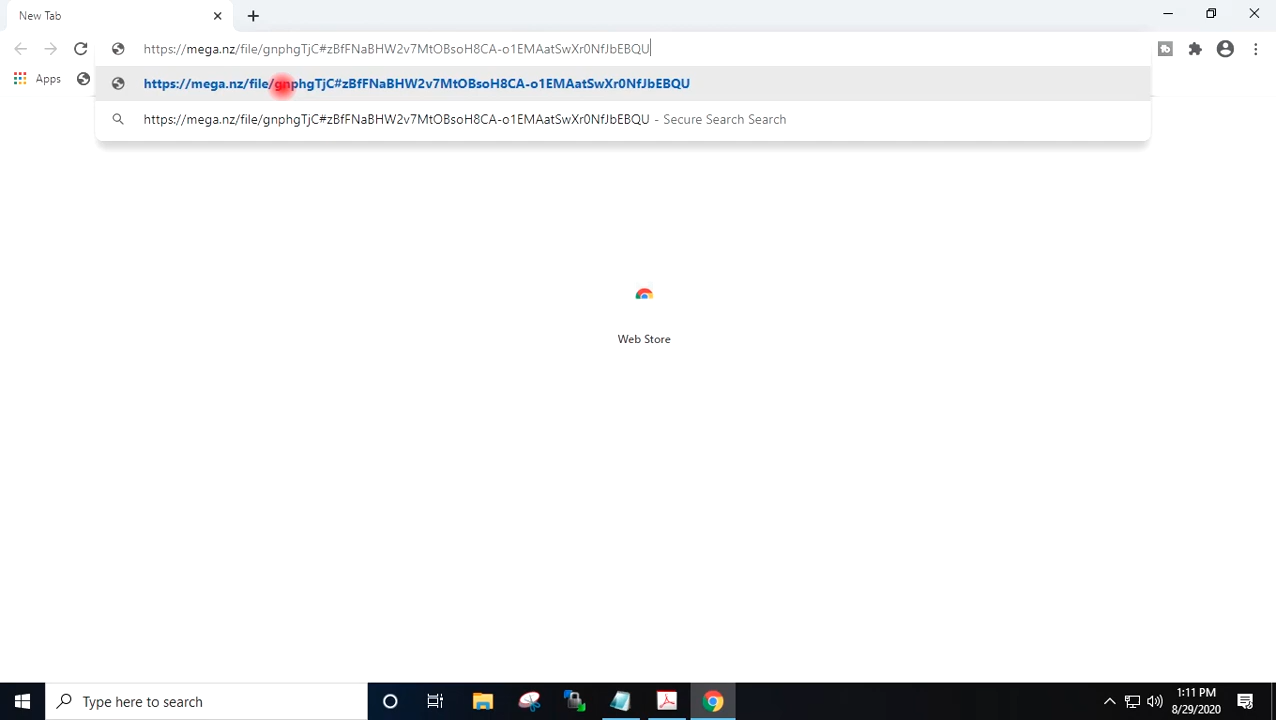 New Tab
https://mega.nz/file/gnphgTjC#zBfFNaBHW2v7MtOBsoH8CA-o1EMAatSwXr0NfJbEBQU
Apps
https://mega.nz/file/gnphgTjC#zBfFNaBHW2v7MtOBsoH8CA-o1EMAatSwXr0NfJbEBQU
https://mega.nz/file/gnphgTjC#zBfFNaBHW2v7MtOBsoH8CA-o1EMAatSwXr0NfJbEBQU - Secure Search Search
Web Store
Type here to search
1:11 PM
8/29/2020